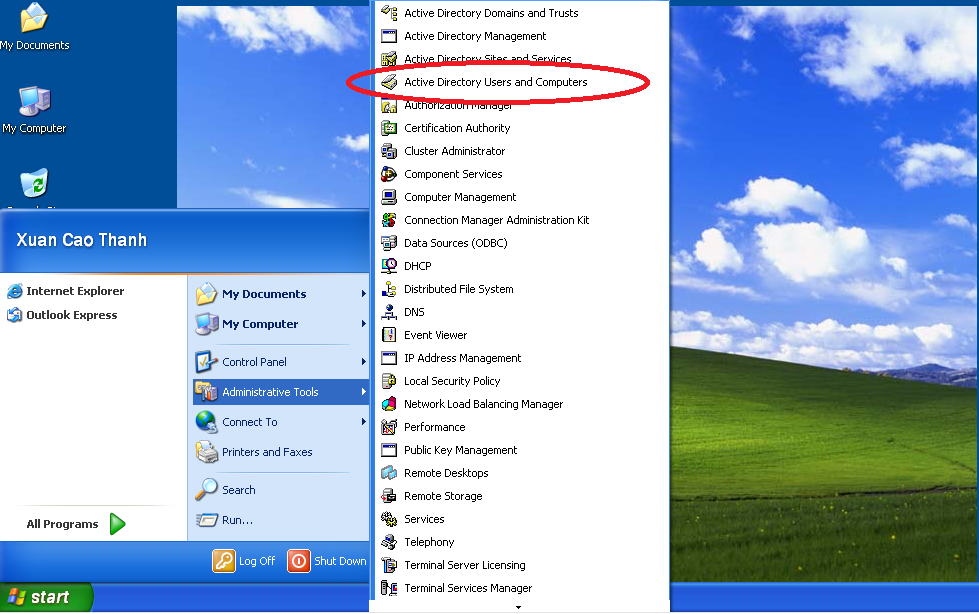 My Documents
My Computer
Xuan Cao Thanh
Internet Explorer
Outlook Express
All Programs
My Documents
My Computer
Control Panel
Administrative Tools
Connect To
Printers and Faxes
Search
Run...
Log Off
Shut Down
start
Active Directory Domains and Trusts
Active Directory Management
Active Directory Sites and Services
Active Directory Users and Computers
Authorization Manager
Certification Authority
Cluster Administrator
Component Services
Computer Management
Connection Manager Administration Kit
Data Sources (ODBC)
DHCP
Distributed File System
DNS
Event Viewer
IP Address Management
Local Security Policy
Network Load Balancing Manager
Performance
Public Key Management
Remote Desktops
Remote Storage
Services
Telephony
Terminal Server Licensing
Terminal Services Manager